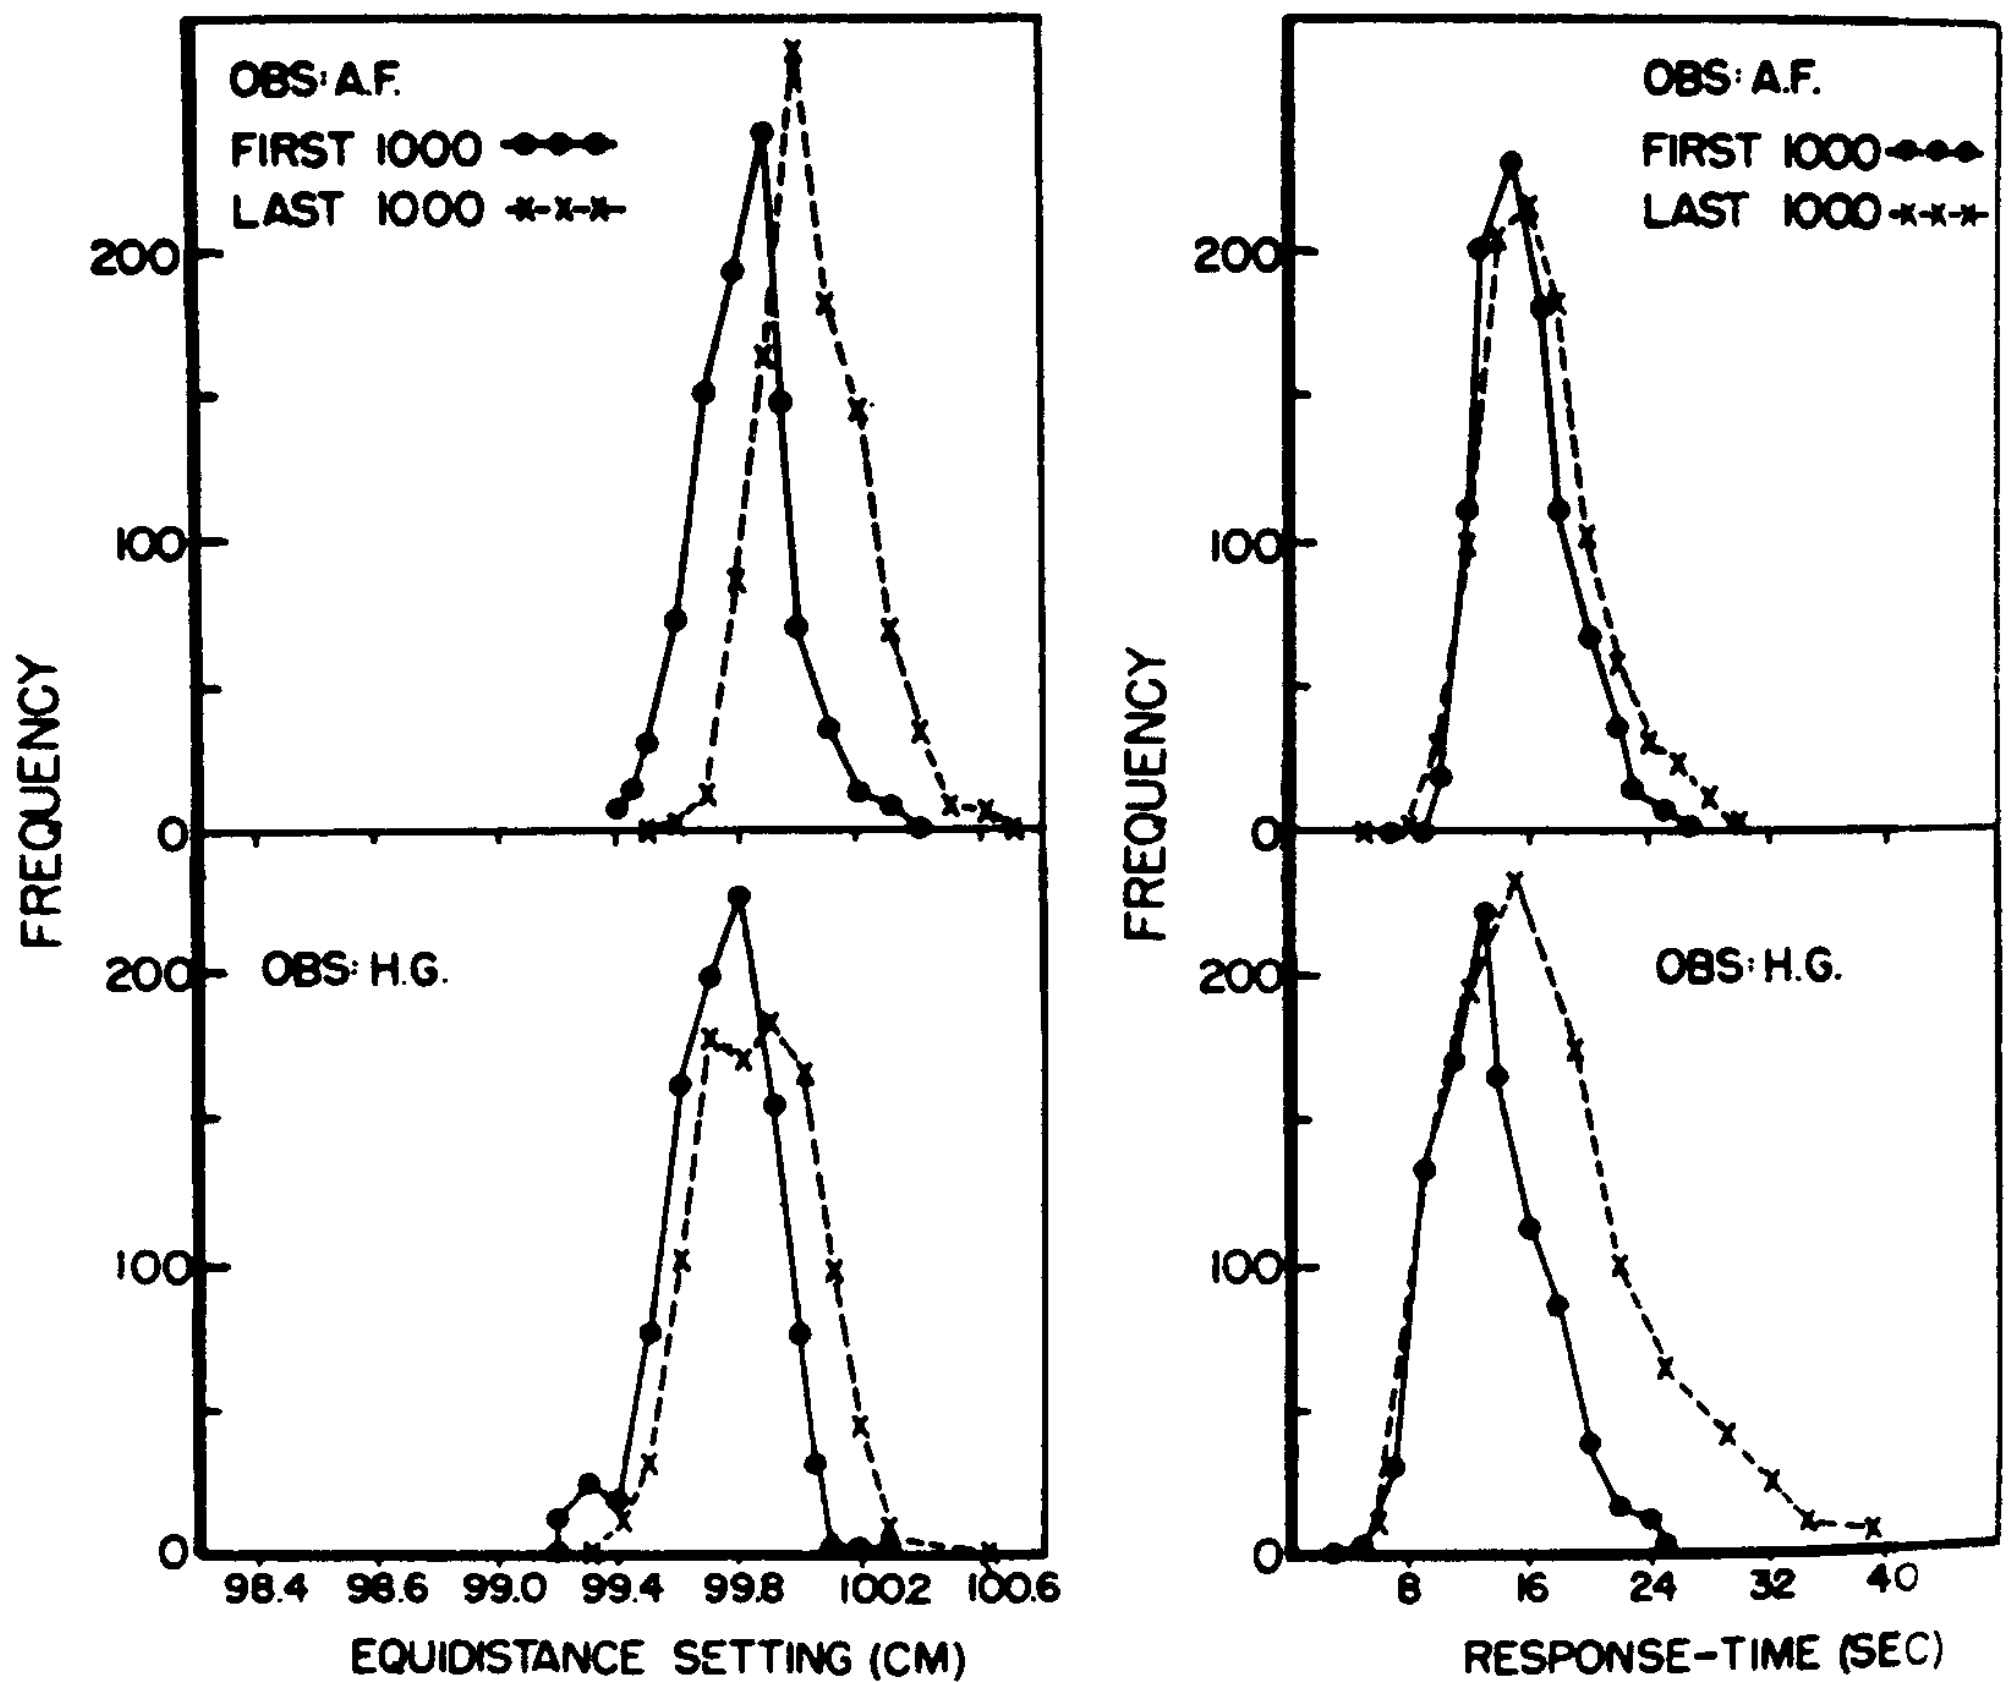 OBS: A.F.
FIRST 1000
LAST 1000
200
100
0
OBS: H.G.
200
100
0
FREQUENCY
98.4 98.6 99.0 99.4 99.8 100.2 100.6
EQUIDISTANCE SETTING (CM)
OBS: A.F.
FIRST 1000
LAST 1000
200
100
0
OBS: H.G.
200
100
0
FREQUENCY
8 16 24 32 40
RESPONSE-TIME (SEC)